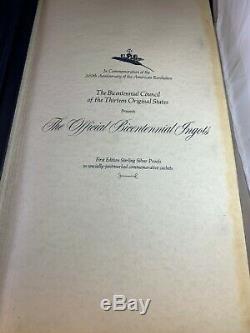 In Commemoration of the
200th Anniversary of the American Revolution
The Bicentennial Council
of the Thirteen Original States
Presents
The Official Bicentennial Ingots
First Edition Sterling Silver Proofs
in specially-postmarked commemorative cachets